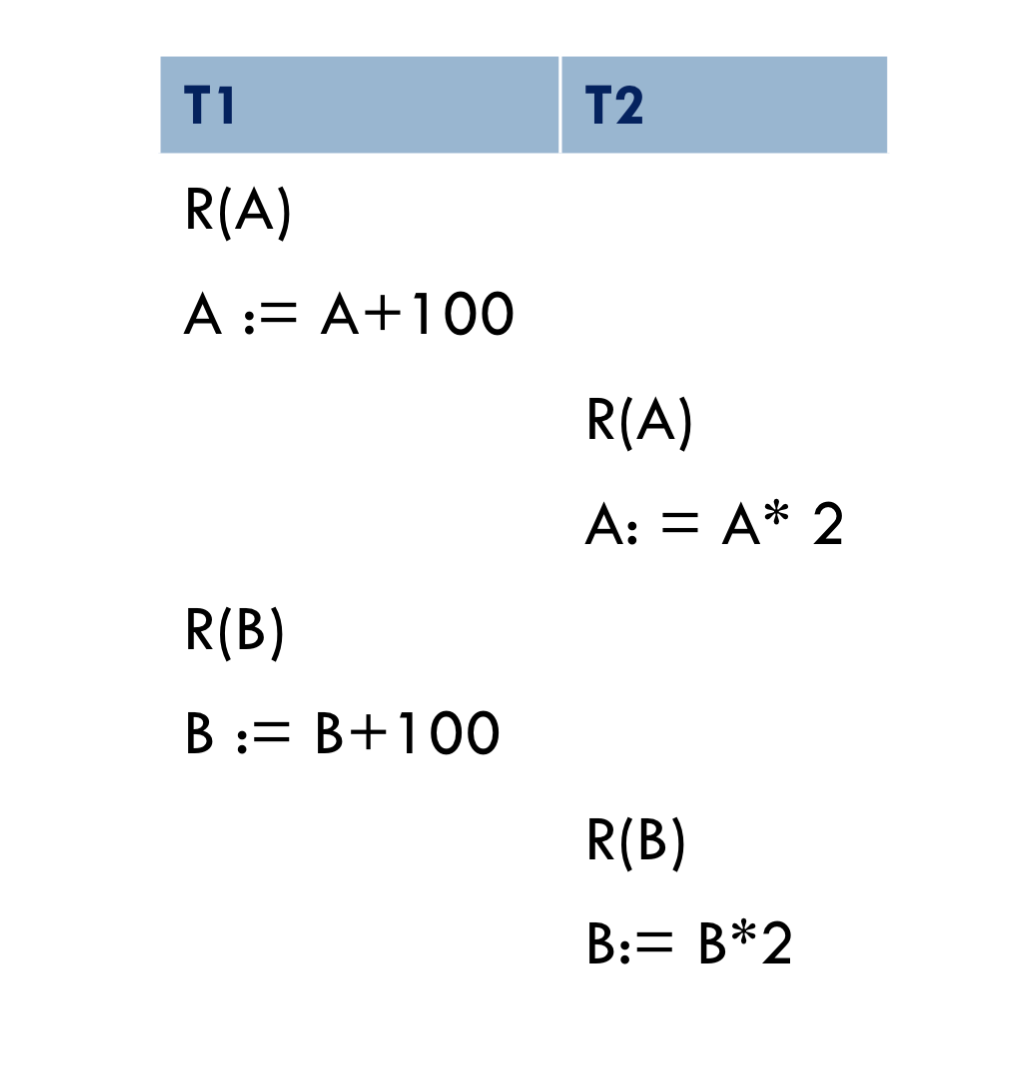 T1 T2
R(A)
A := A+100
R(A)
A: = A* 2
R(B)
B := B+100
R(B)
B:= B*2